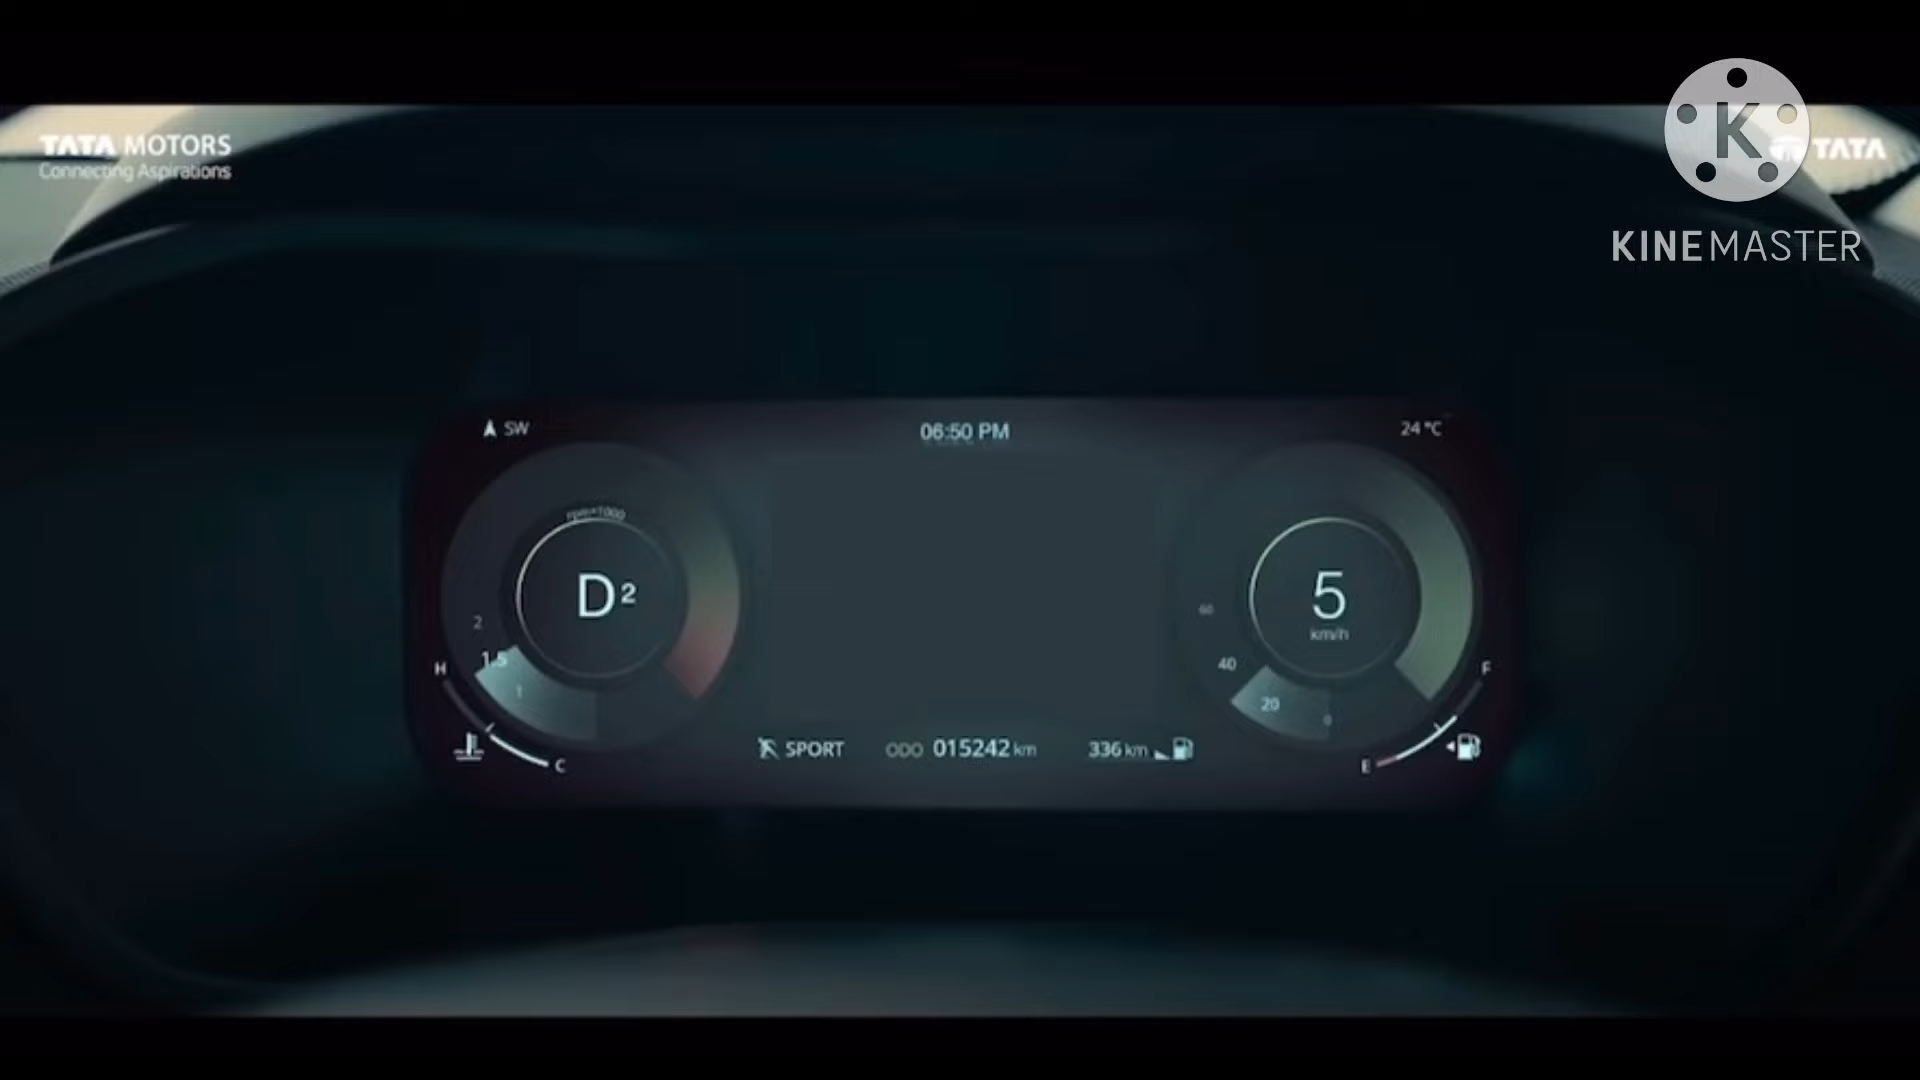 TATA MOTORS
Connecting Aspirations
TATA
K
KINEMASTER
SW
06:50 PM
24 °C
rpm×1000
D2
2
1.5
1
H
C
5
km/h
60
40
20
0
F
E
SPORT
ODO 015242 km
336 km